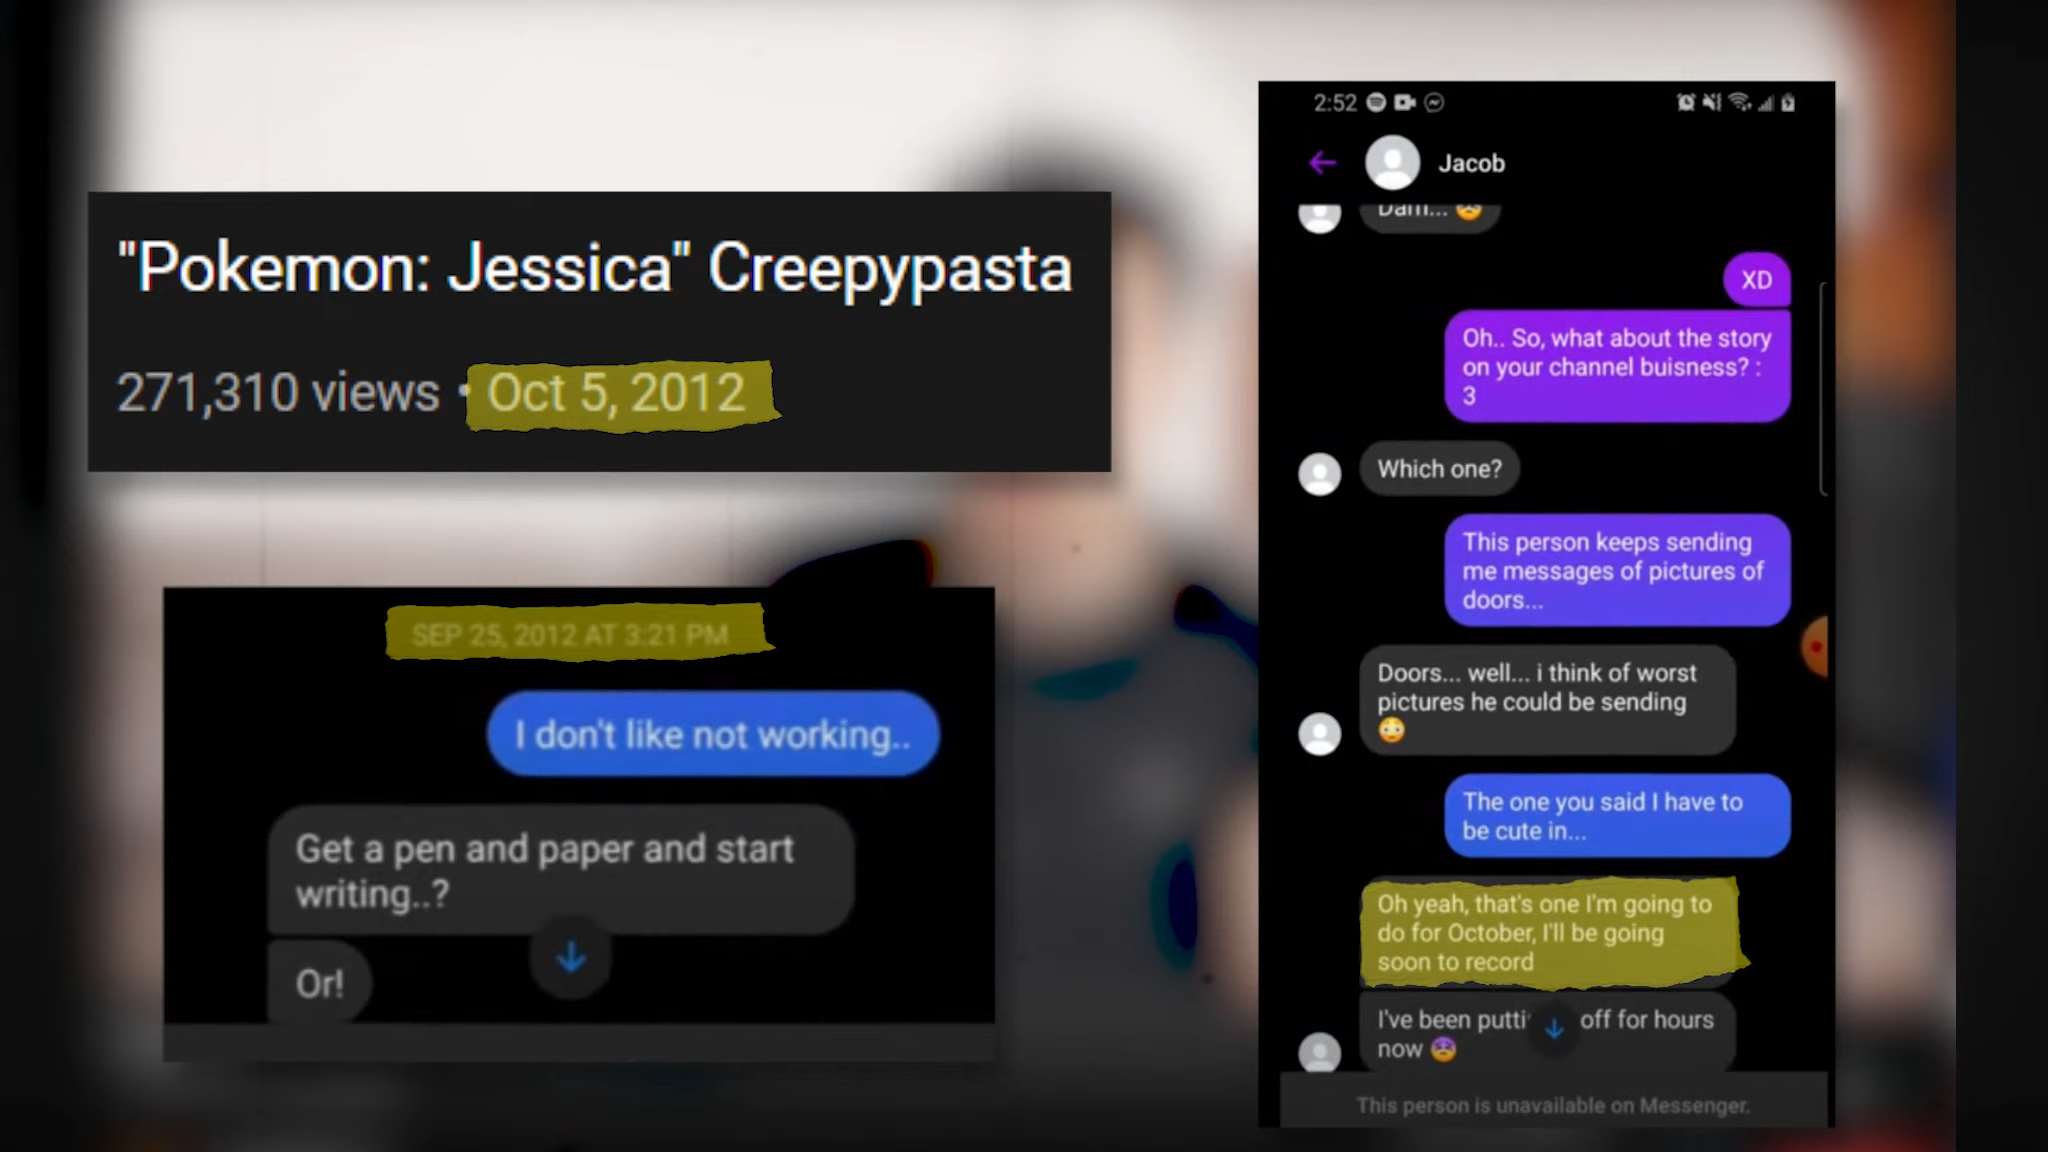 "Pokemon: Jessica" Creepypasta
271,310 views • Oct 5, 2012
SEP 25, 2012 AT 3:21 PM
I don't like not working..
Get a pen and paper and start
writing..?
Or!
2:52
Jacob
Dam...
XD
Oh.. So, what about the story
on your channel buisness? :
3
Which one?
This person keeps sending
me messages of pictures of
doors...
Doors... well... i think of worst
pictures he could be sending
The one you said I have to
be cute in...
Oh yeah, that's one I'm going to
do for October, I'll be going
soon to record
I've been putti off for hours
now
This person is unavailable on Messenger.